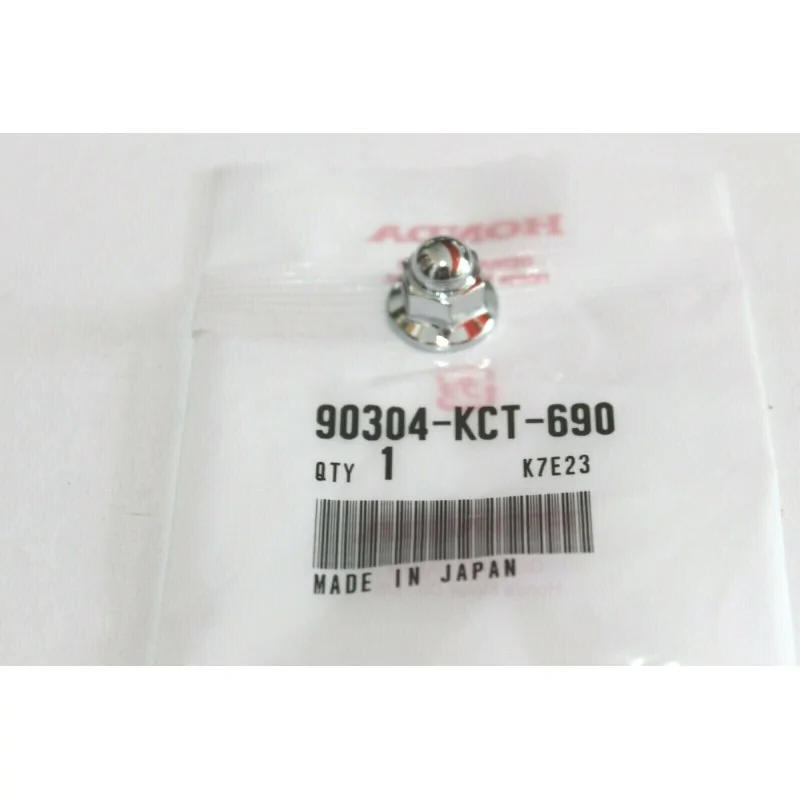 HONDA
90304-KCT-690
QTY 1 K7E23
MADE IN JAPAN